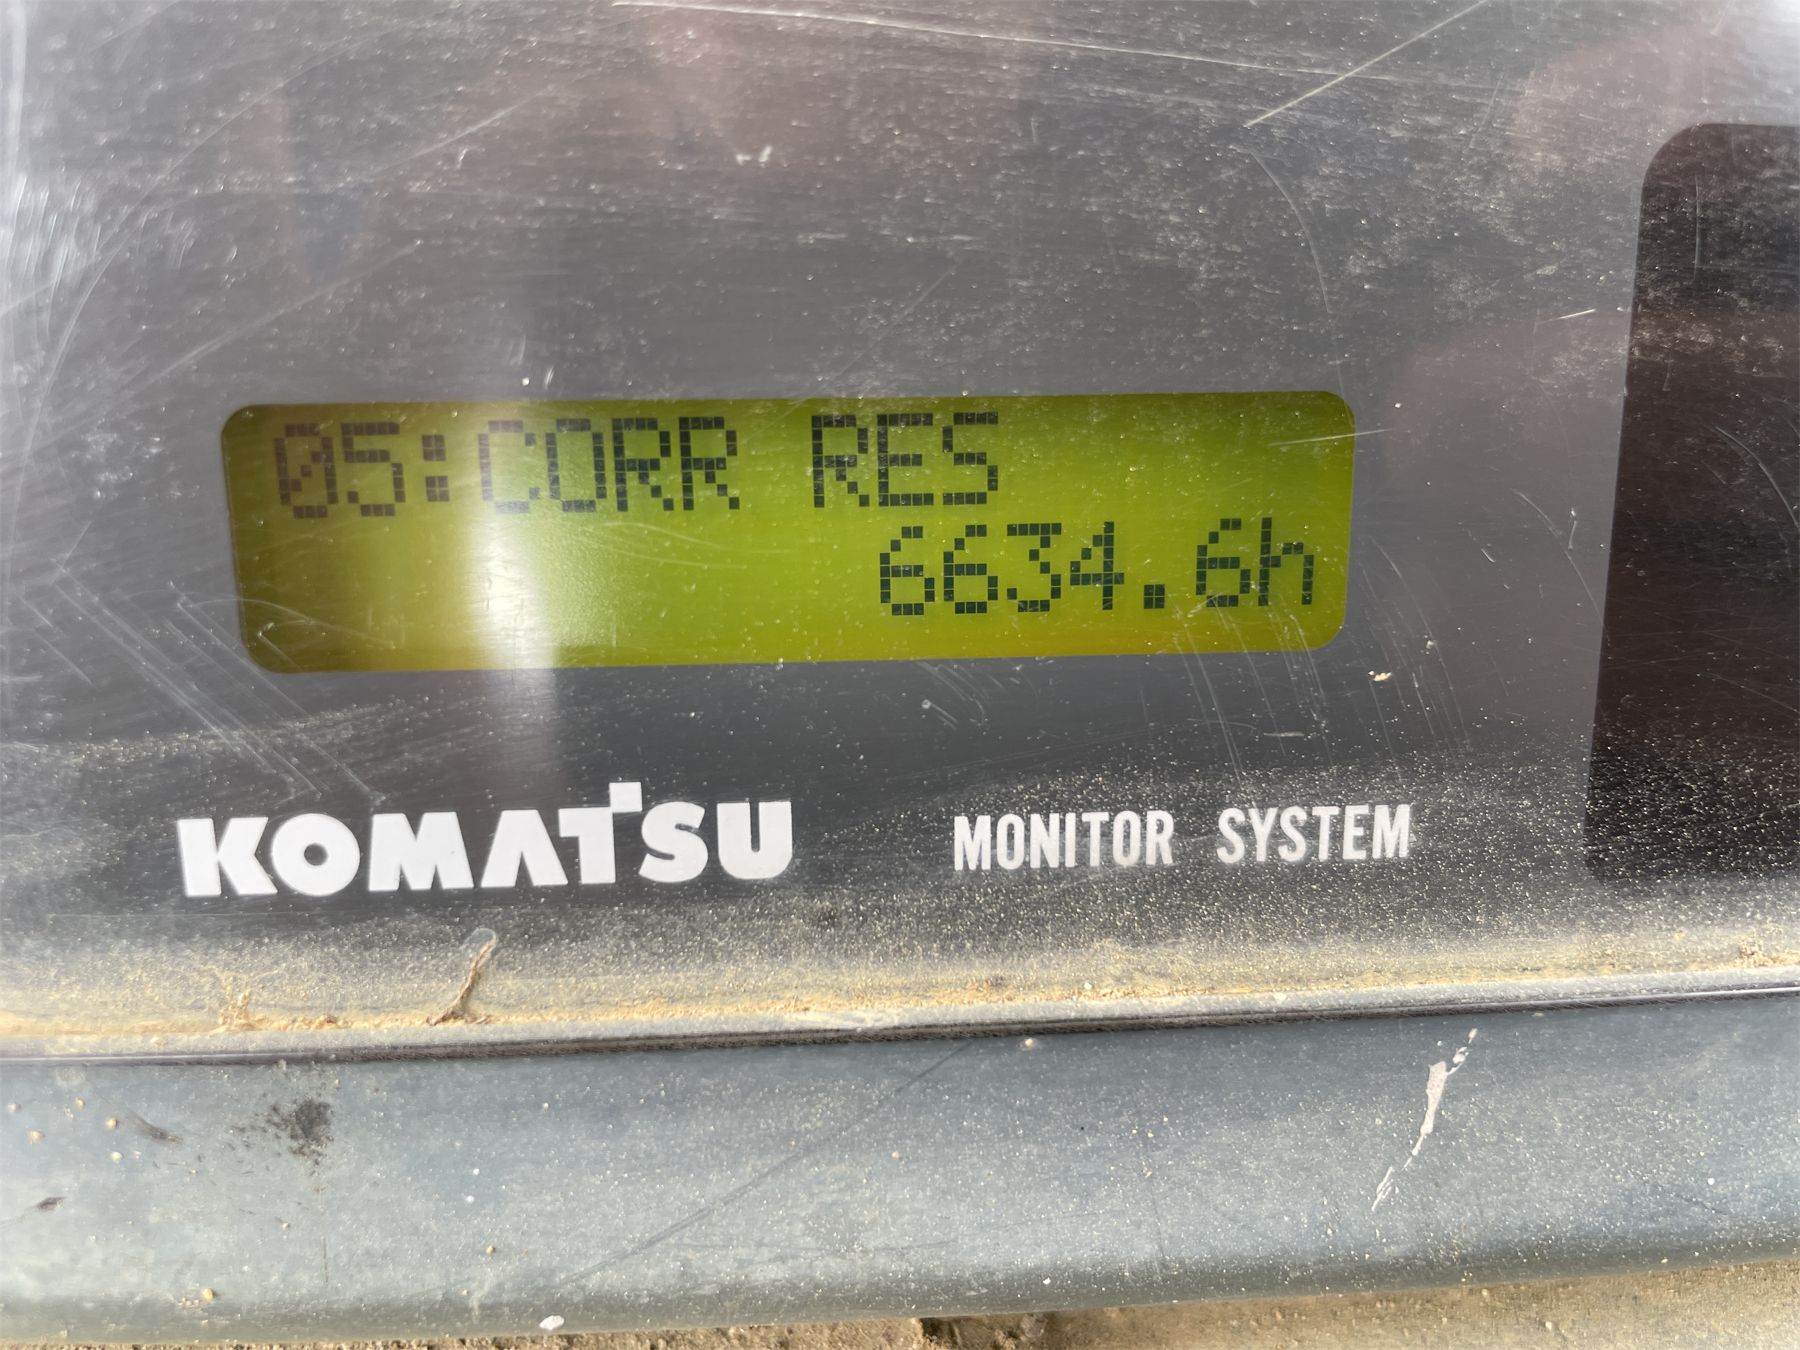 05:CORR RES
6634.6h
KOMATSU MONITOR SYSTEM